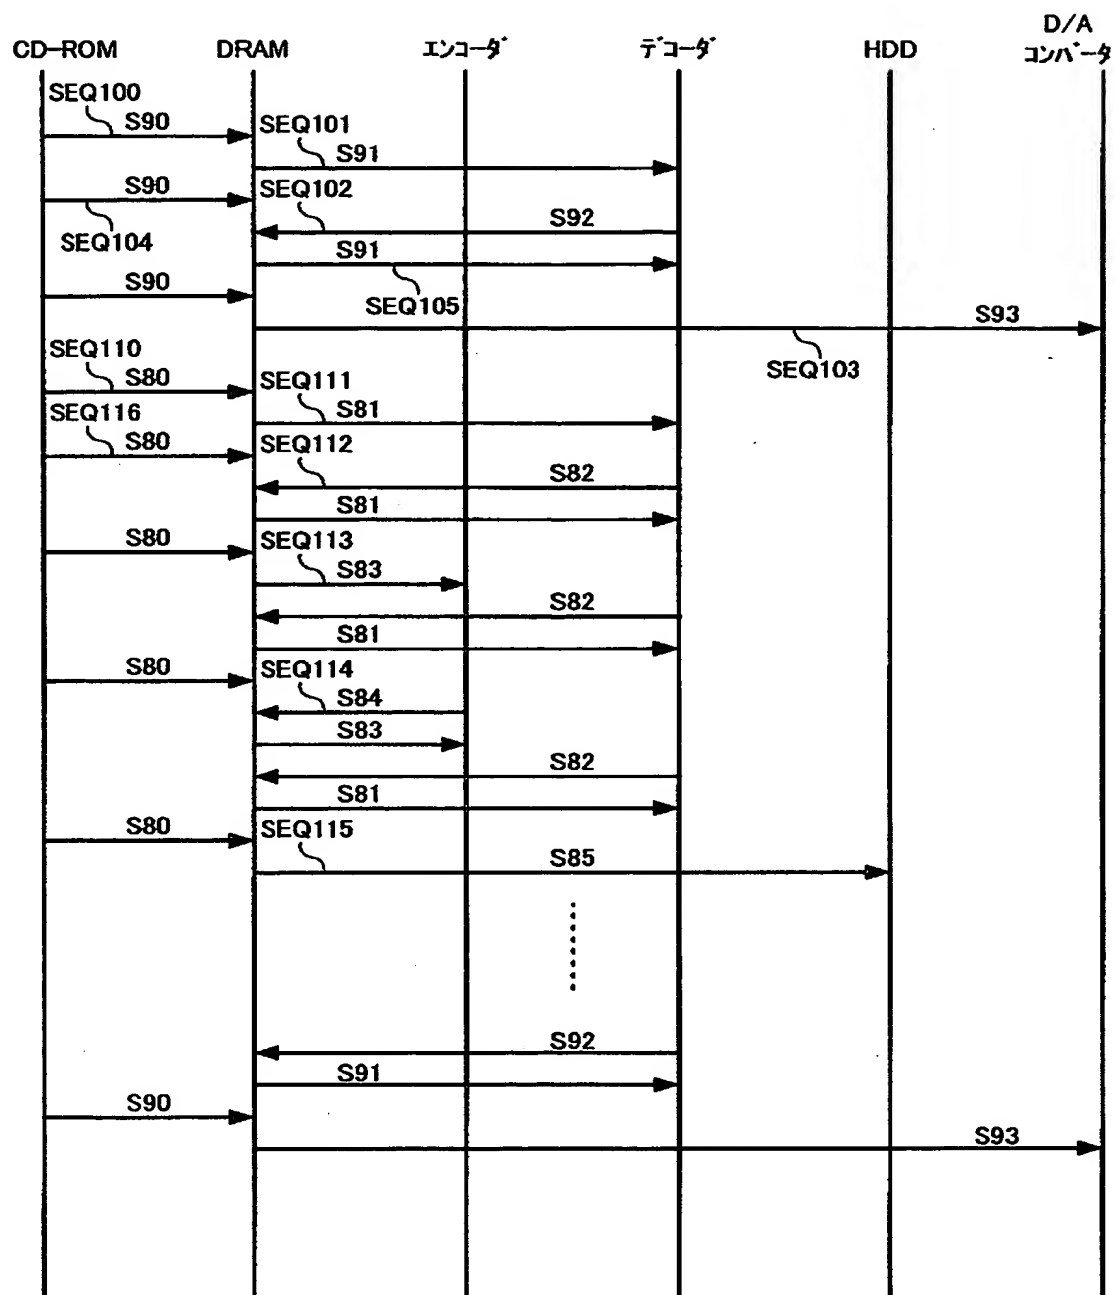 D/A
CD-ROM DRAM エンコーダ デコーダ HDD コンバータ
SEQ100
S90
SEQ101
S91
S90
SEQ102
S92
SEQ104
S91
S90
SEQ105
S93
SEQ103
SEQ110
S80
SEQ111
S81
SEQ116
S80
SEQ112
S82
S81
S80
SEQ113
S83
S82
S81
S80
SEQ114
S84
S83
S82
S81
S80
SEQ115
S85
S92
S91
S90
S93